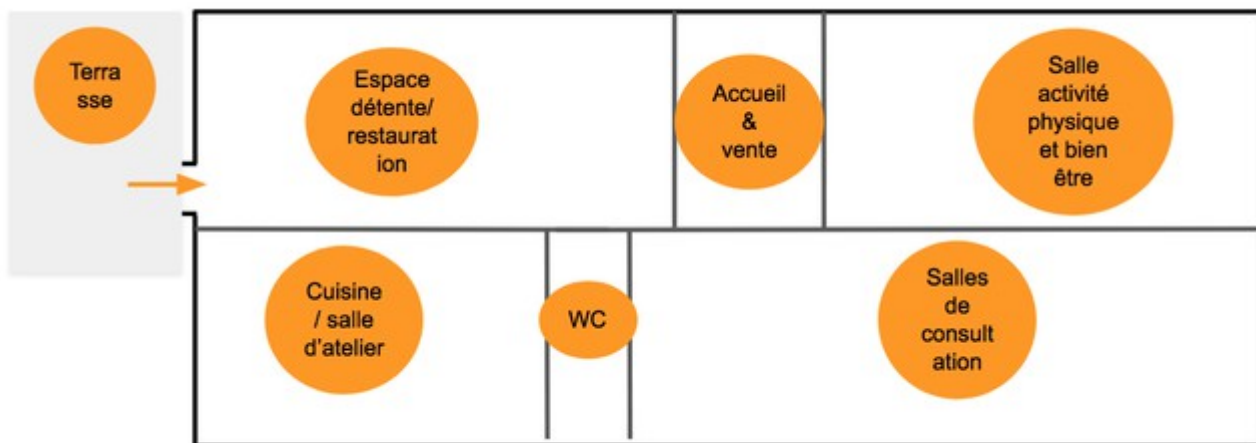 Terra
sse
Espace
détente/
restaurat
ion
Accueil
&
vente
Salle
activité
physique
et bien
être
Cuisine
/ salle
d'atelier
WC
Salles
de
consult
ation